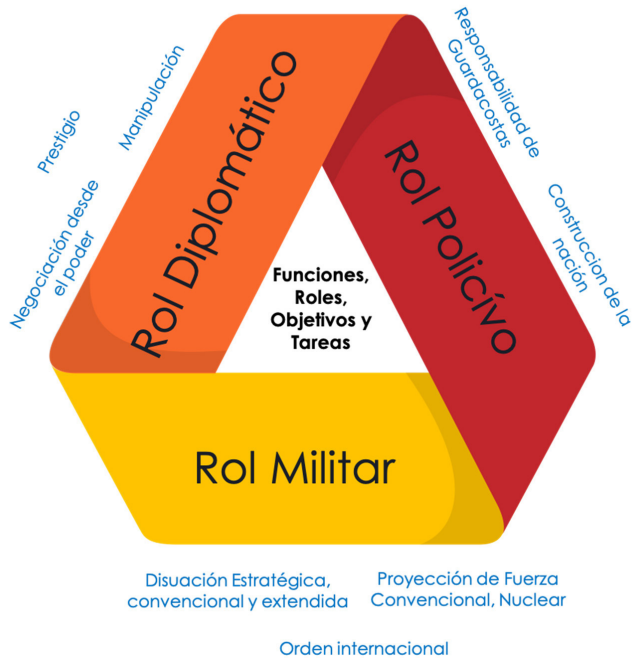 Prestigio
Manipulación
Negociación desde
el poder
Rol Diplomático
Responsabilidad de
Guardacostas
Construccion de la
nación
Rol Policívo
Funciones,
Roles,
Objetivos y
Tareas
Rol Militar
Disuación Estratégica,
convencional y extendida
Proyección de Fuerza
Convencional, Nuclear
Orden internacional